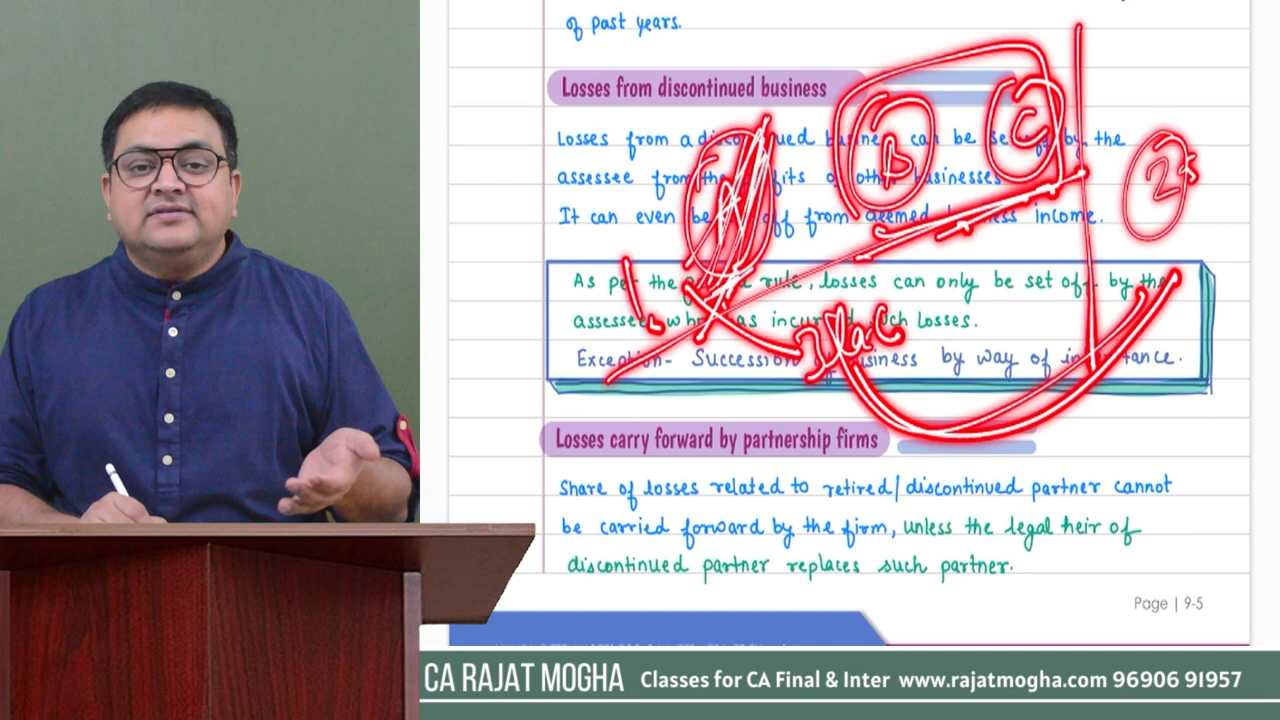 of past years.
Losses from discontinued business
Losses from a discontinued business can be set off by the
assessee from the profits of other businesses
It can even be set off from deemed business income.
As per the general rule, losses can only be set off by the
assessee who has incurred such losses.
Exception- Succession of business by way of inheritance.
Losses carry forward by partnership firms
Share of losses related to retired/discontinued partner cannot
be carried forward by the firm, unless the legal heir of
discontinued partner replaces such partner.
Page | 9-5
A
B
C
3 lac
CA RAJAT MOGHA Classes for CA Final & Inter www.rajatmogha.com 96906 91957